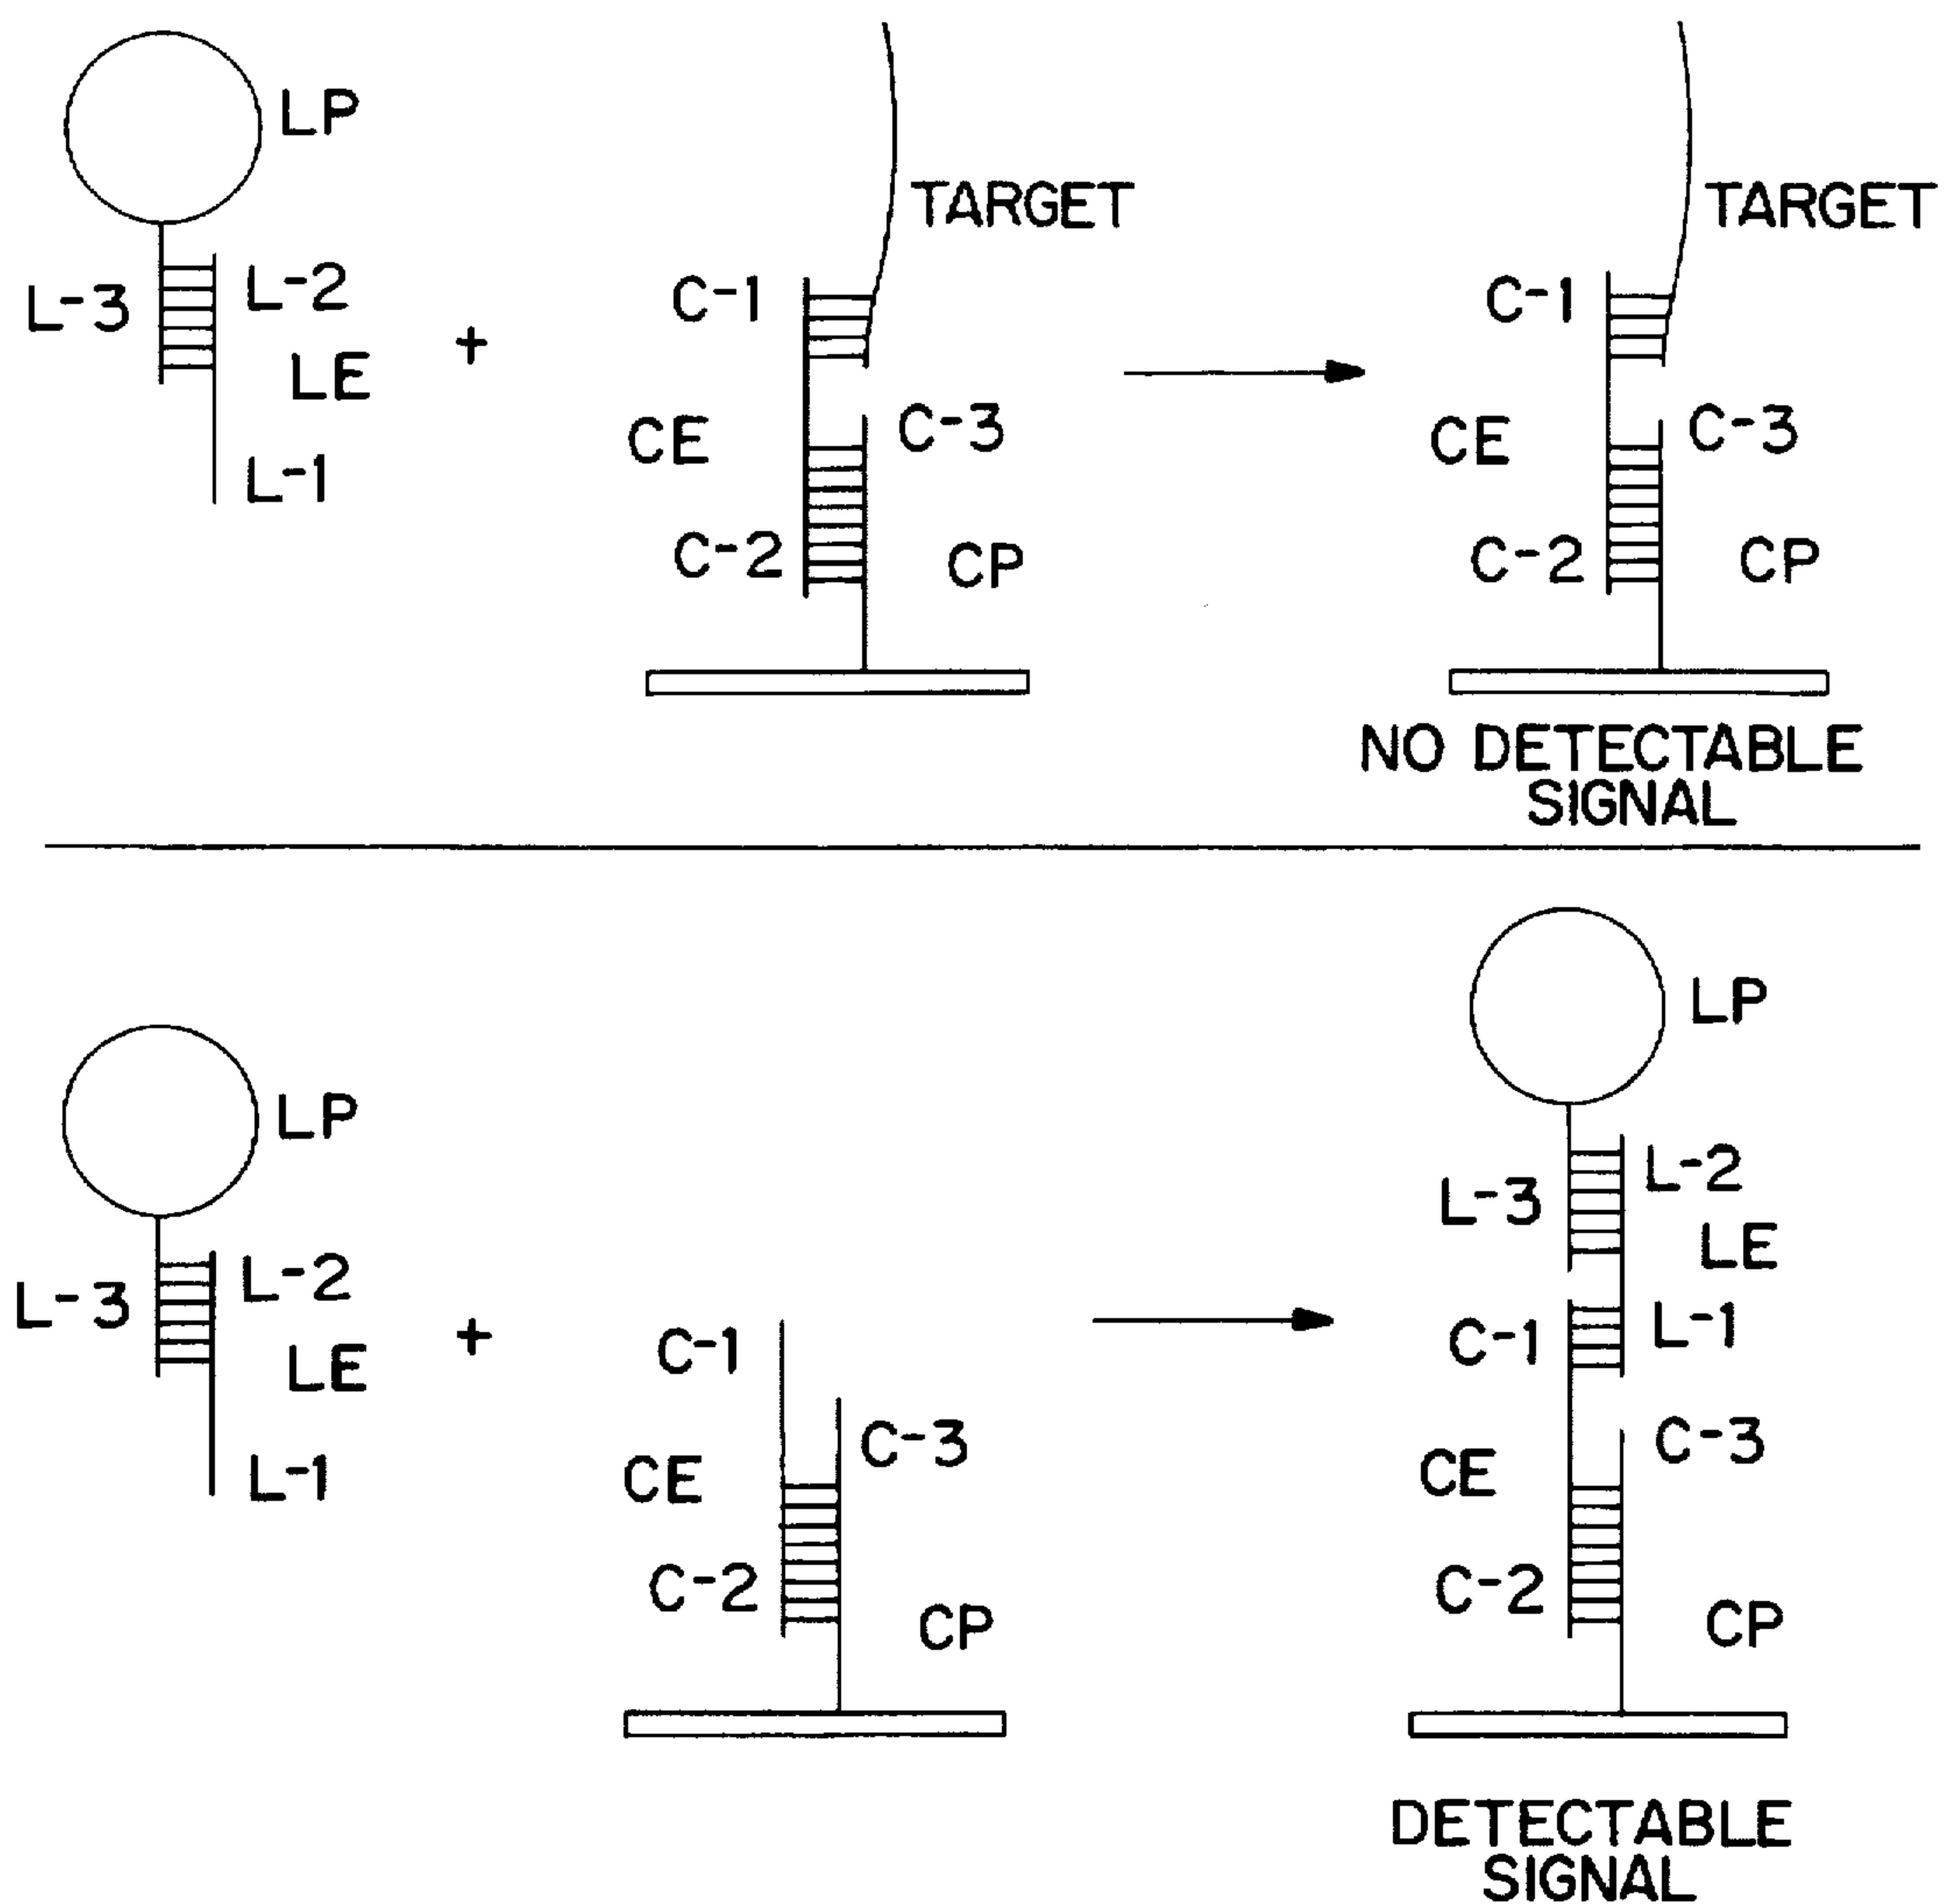 LP
TARGET
TARGET
L-3
L-2
C-1
C-1
LE
CE
C-3
CE
C-3
L-1
C-2
CP
C-2
CP
NO DETECTABLE
SIGNAL
LP
LP
L-2
L-3
L-2
L-3
LE
C-1
C-1
L-1
LE
CE
C-3
CE
C-3
L-1
C-2
C-2
CP
CP
DETECTABLE
SIGNAL